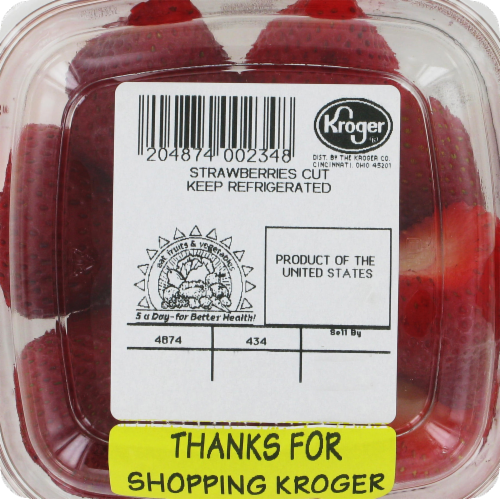 204874 002348
Kroger
DIST. BY THE KROGER CO.
CINCINNATI, OHIO 45201
STRAWBERRIES CUT
KEEP REFRIGERATED
eat fruits & vegetables
5 a Day-for Better Health!
PRODUCT OF THE
UNITED STATES
Sell By
4874 434
THANKS FOR
SHOPPING KROGER